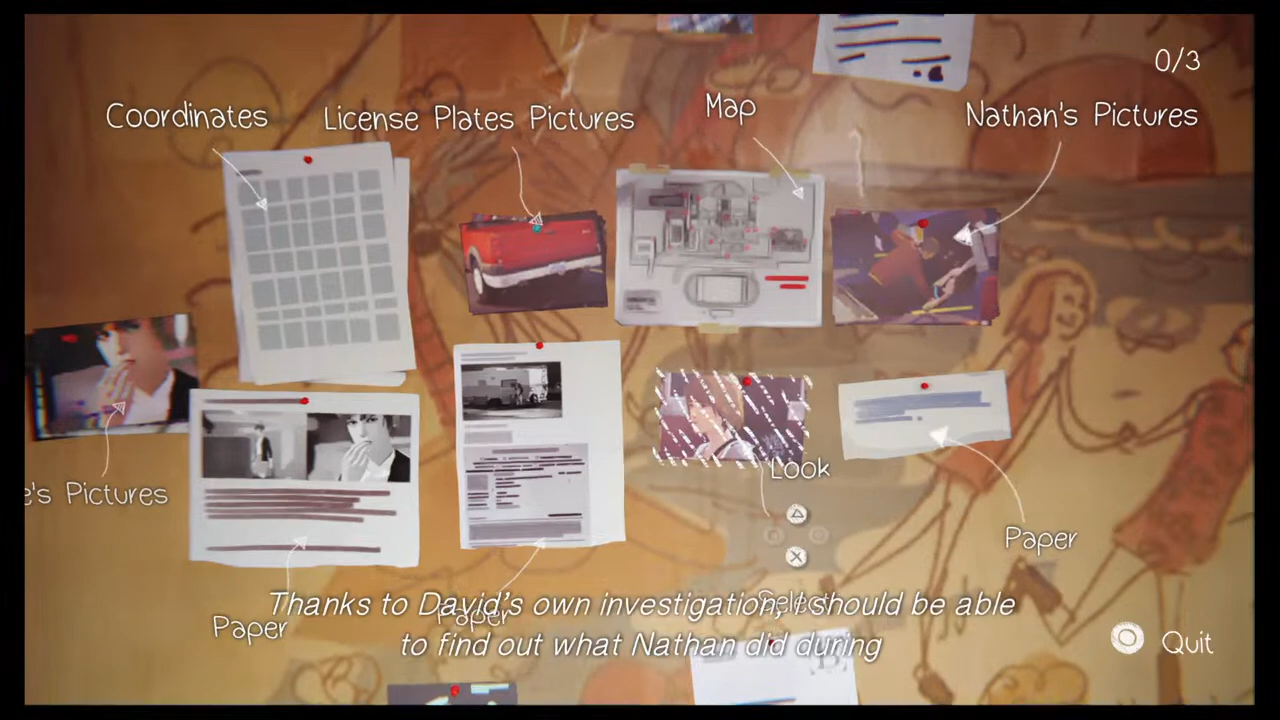 0/3
Coordinates
License Plates Pictures
Map
Nathan's Pictures
Look
e's Pictures
Paper
Paper
Paper
Select
Thanks to David's own investigation, I should be able
to find out what Nathan did during
Quit